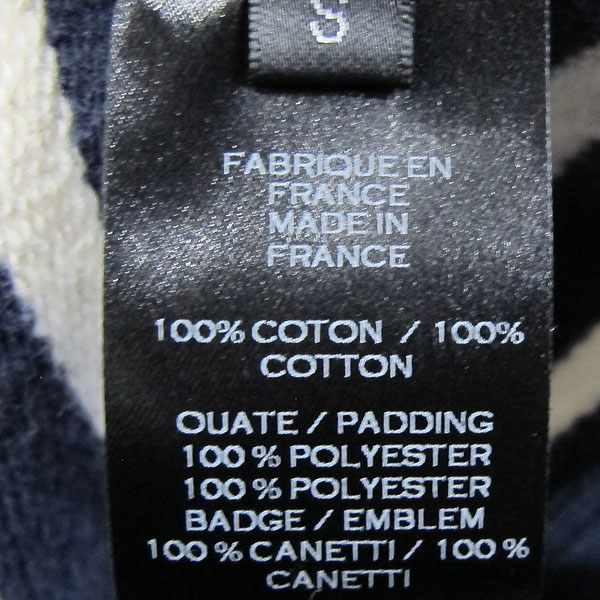 S
FABRIQUE EN
FRANCE
MADE IN
FRANCE
100% COTON / 100%
COTTON
OUATE / PADDING
100 % POLYESTER
100 % POLYESTER
BADGE / EMBLEM
100 % CANETTI / 100 %
CANETTI